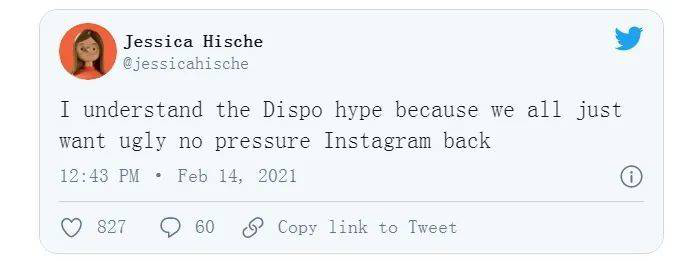 Jessica Hische
@jessicahische
I understand the Dispo hype because we all just
want ugly no pressure Instagram back
12:43 PM • Feb 14, 2021
827 60 Copy link to Tweet